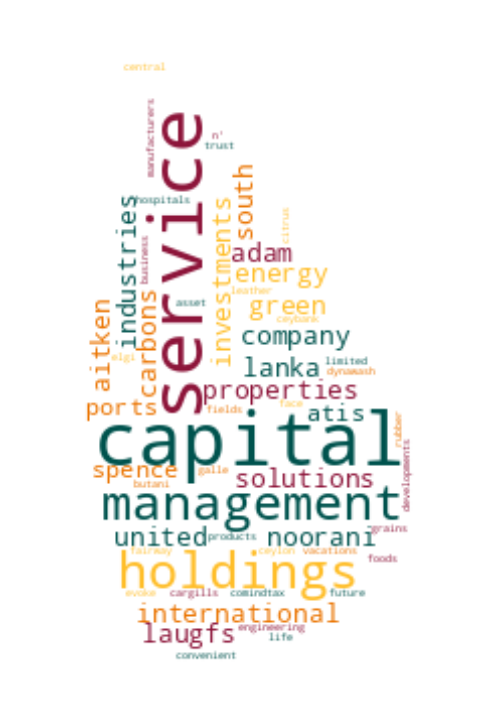 central
manufacturers
n'
trust
service
hospitals
industries
south
citrus
investments
business
adam
energy
leather
carbons
asset
green
ceybank
aitken
company
elgi
lanka
limited
dynawash
properties
ports
fields
face
atis
capital
rubber
spence
galle
solutions
butani
developments
management
grains
united
products
noorani
fairway
ceylon
vacations
foods
holdings
evoke
cargills
comindtax
future
international
laugfs
engineering
life
convenient